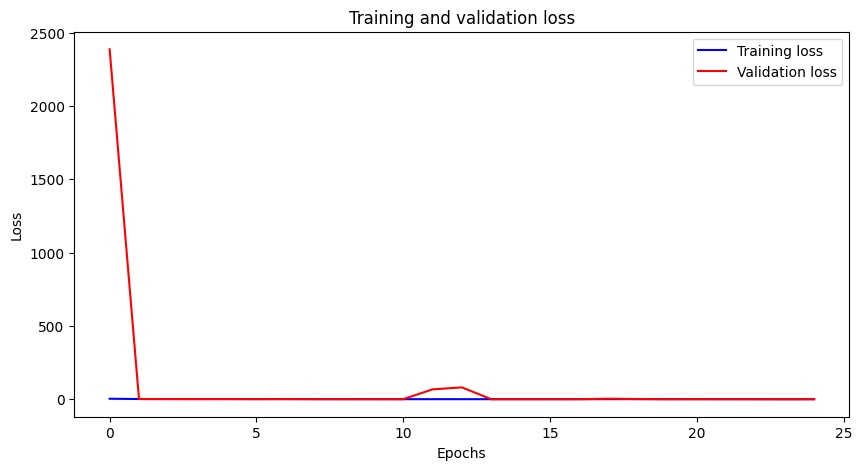 Training and validation loss
Training loss
Validation loss
Loss
2500
2000
1500
1000
500
0
0 5 10 15 20 25
Epochs